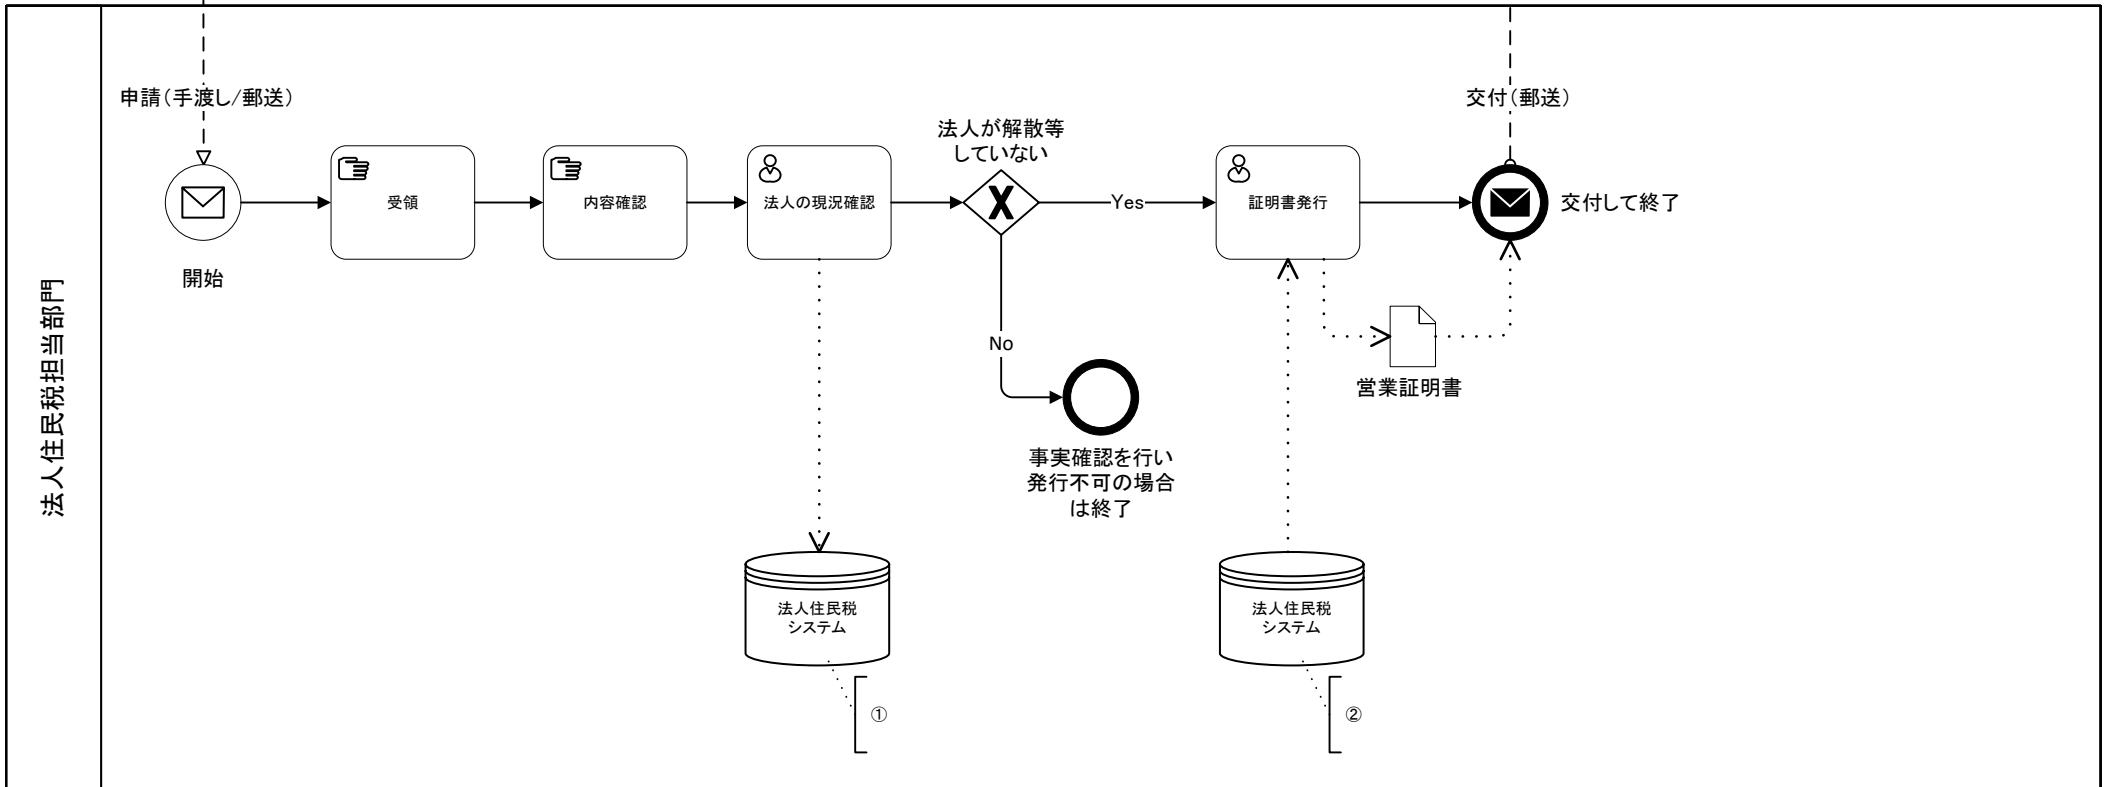 法人住民税担当部門
申請(手渡し/郵送)
開始
受領
内容確認
法人の現況確認
法人が解散等
していない
Yes
No
事実確認を行い
発行不可の場合
は終了
証明書発行
交付(郵送)
交付して終了
営業証明書
法人住民税
システム
①
法人住民税
システム
②